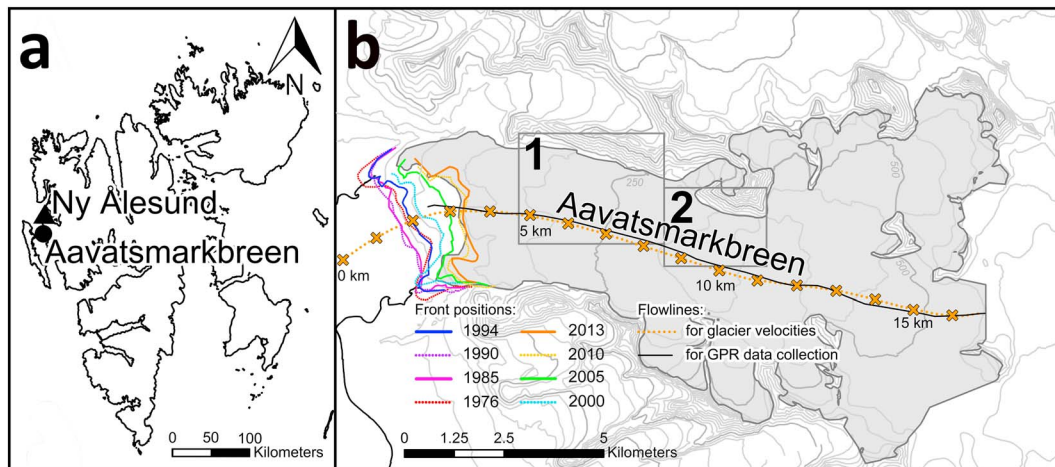 a
N
Ny Ålesund
Aavatsmarkbreen
0 50 100
Kilometers
b
1
250
2
500
Aavatsmarkbreen
0 km
5 km
10 km
15 km
Front positions:
1994
1990
1985
1976
2013
2010
2005
2000
Flowlines:
for glacier velocities
for GPR data collection
0 1.25 2.5 5
Kilometers